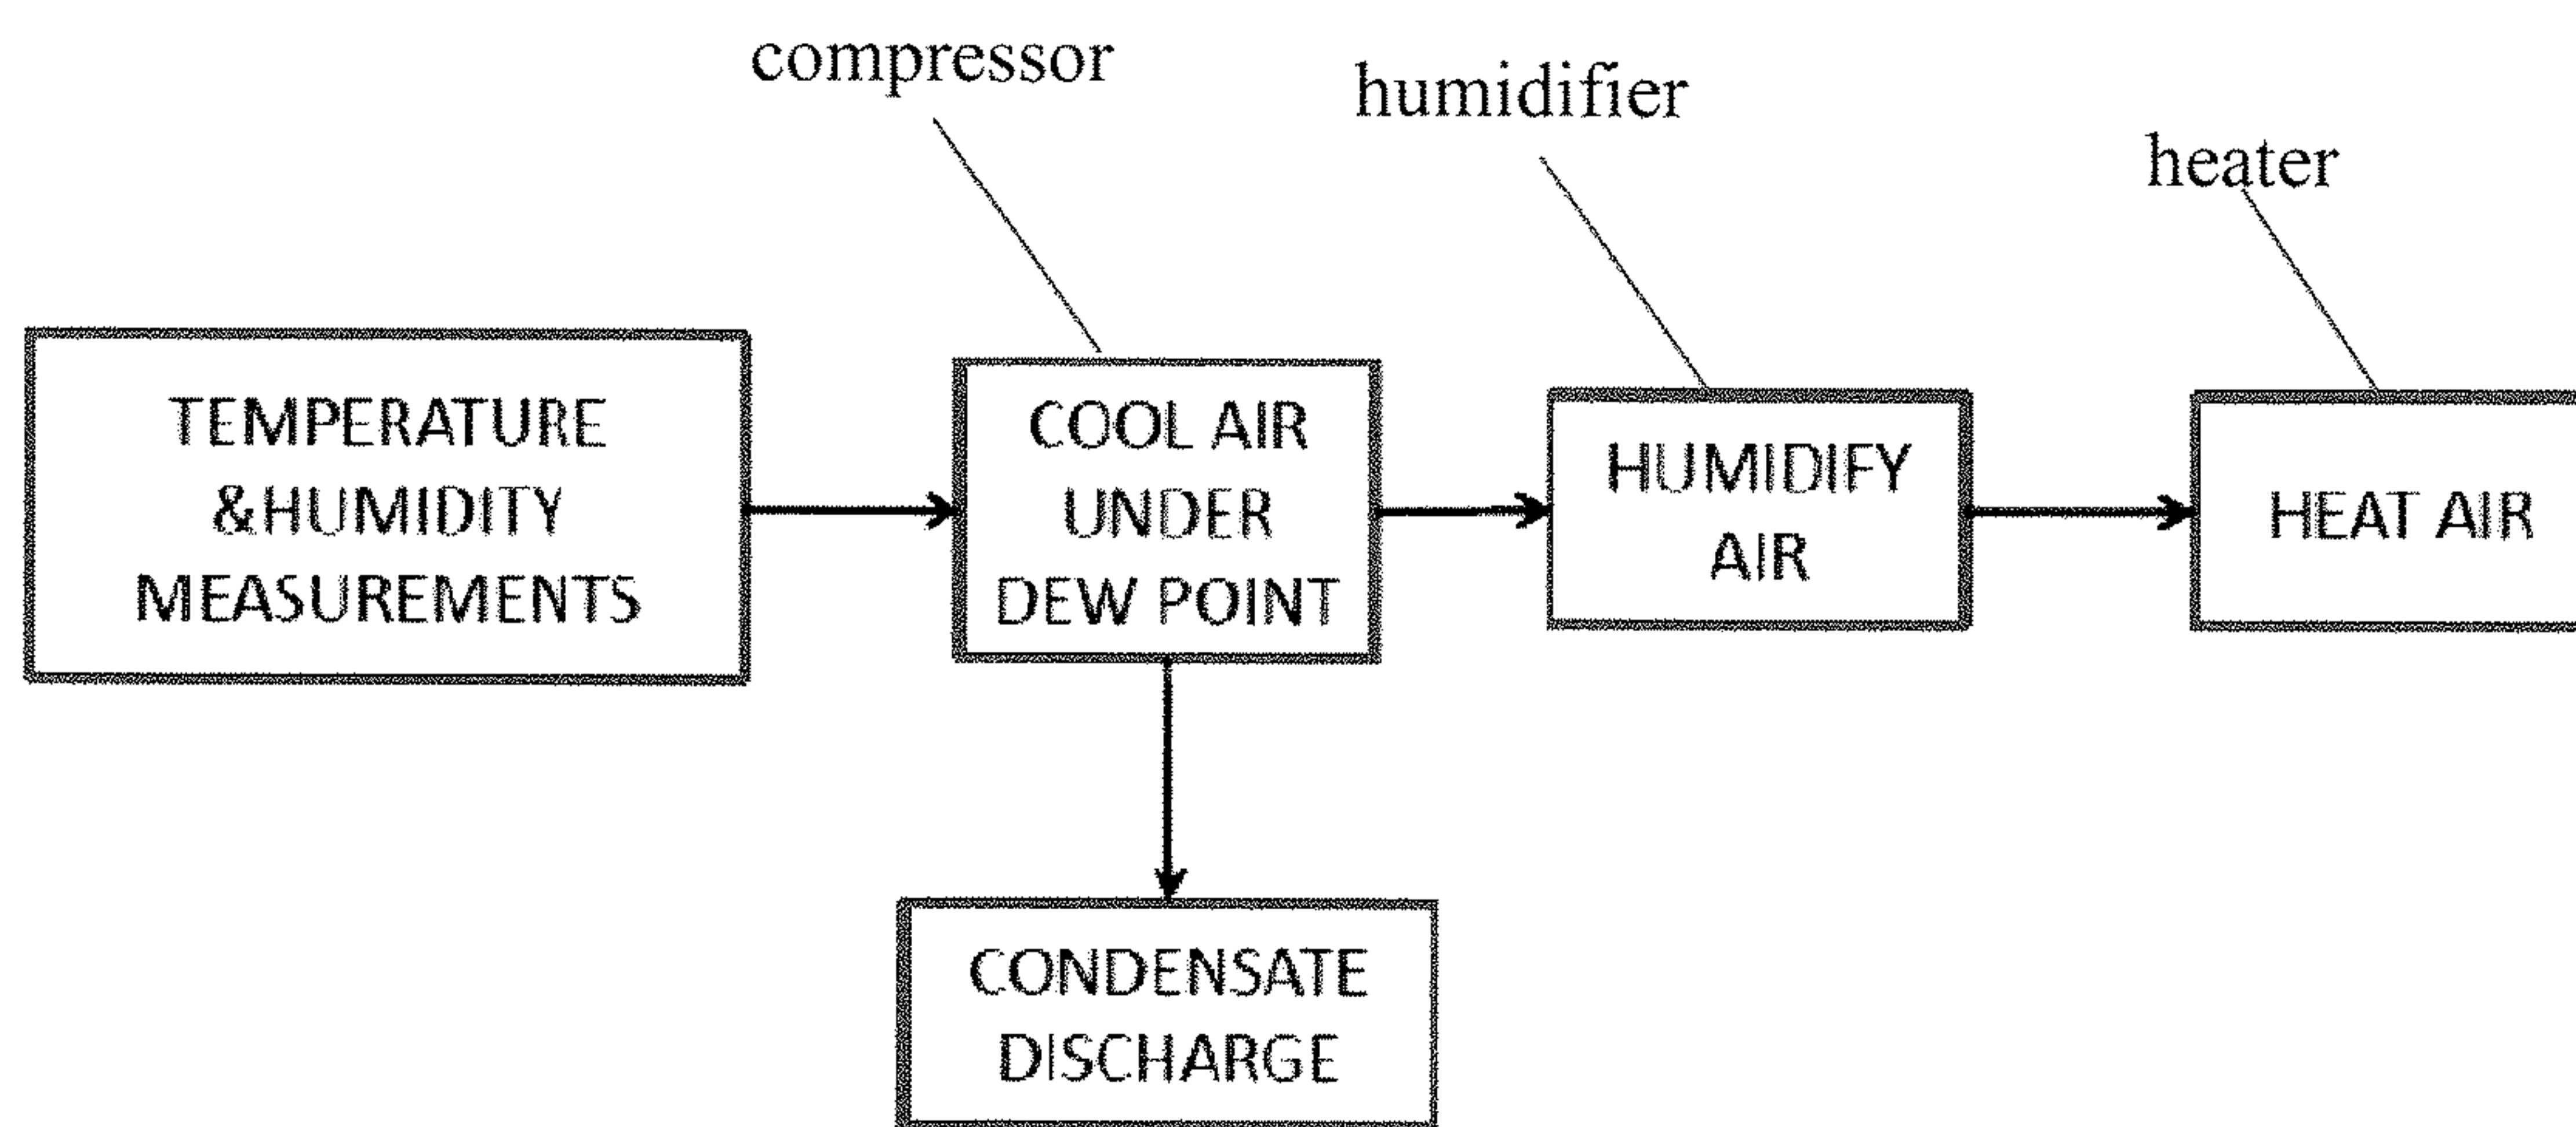 compressor
humidifier
heater
TEMPERATURE
&HUMIDITY
MEASUREMENTS
COOL AIR
UNDER
DEW POINT
HUMIDIFY
AIR
HEAT AIR
CONDENSATE
DISCHARGE